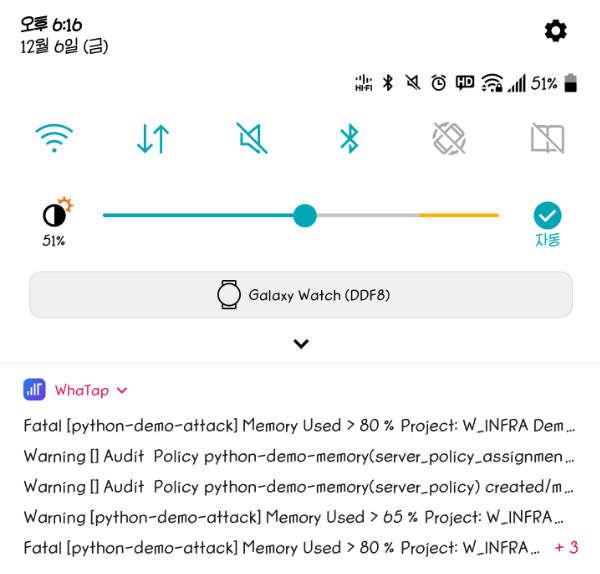 오후 6:16
12월 6일 (금)
HI-FI HD 51%
51%
자동
Galaxy Watch (DDF8)
WhaTap
Fatal [python-demo-attack] Memory Used > 80 % Project: W_INFRA Dem...
Warning [] Audit Policy python-demo-memory(server_policy_assignmen...
Warning [] Audit Policy python-demo-memory(server_policy) created/m...
Warning [python-demo-attack] Memory Used > 65 % Project: W_INFRA...
Fatal [python-demo-attack] Memory Used > 80 % Project: W_INFRA... + 3